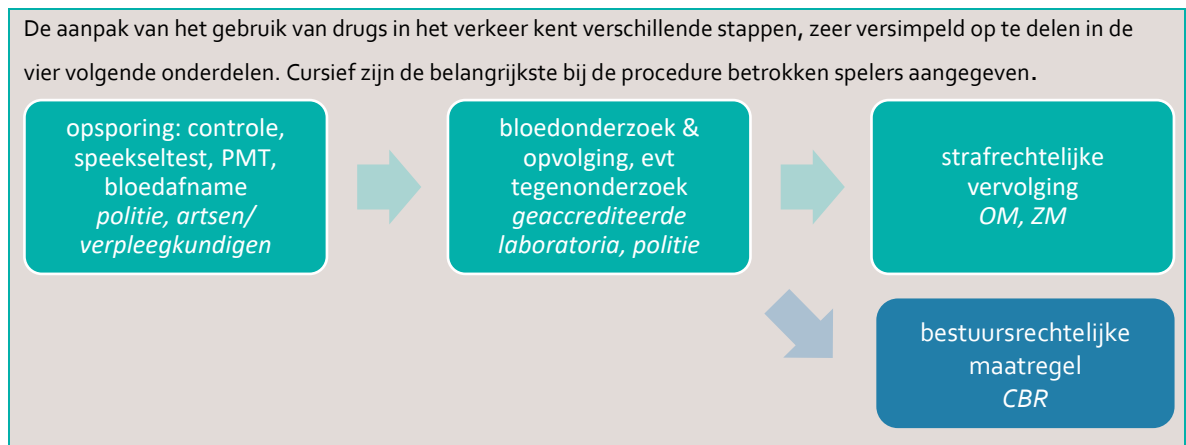 De aanpak van het gebruik van drugs in het verkeer kent verschillende stappen, zeer versimpeld op te delen in de
vier volgende onderdelen. Cursief zijn de belangrijkste bij de procedure betrokken spelers aangegeven.
opsporing: controle,
speekseltest, PMT,
bloedafname
politie, artsen/
verpleegkundigen
bloedonderzoek &
opvolging, evt
tegenonderzoek
geaccrediteerde
laboratoria, politie
strafrechtelijke
vervolging
OM, ZM
bestuursrechtelijke
maatregel
CBR